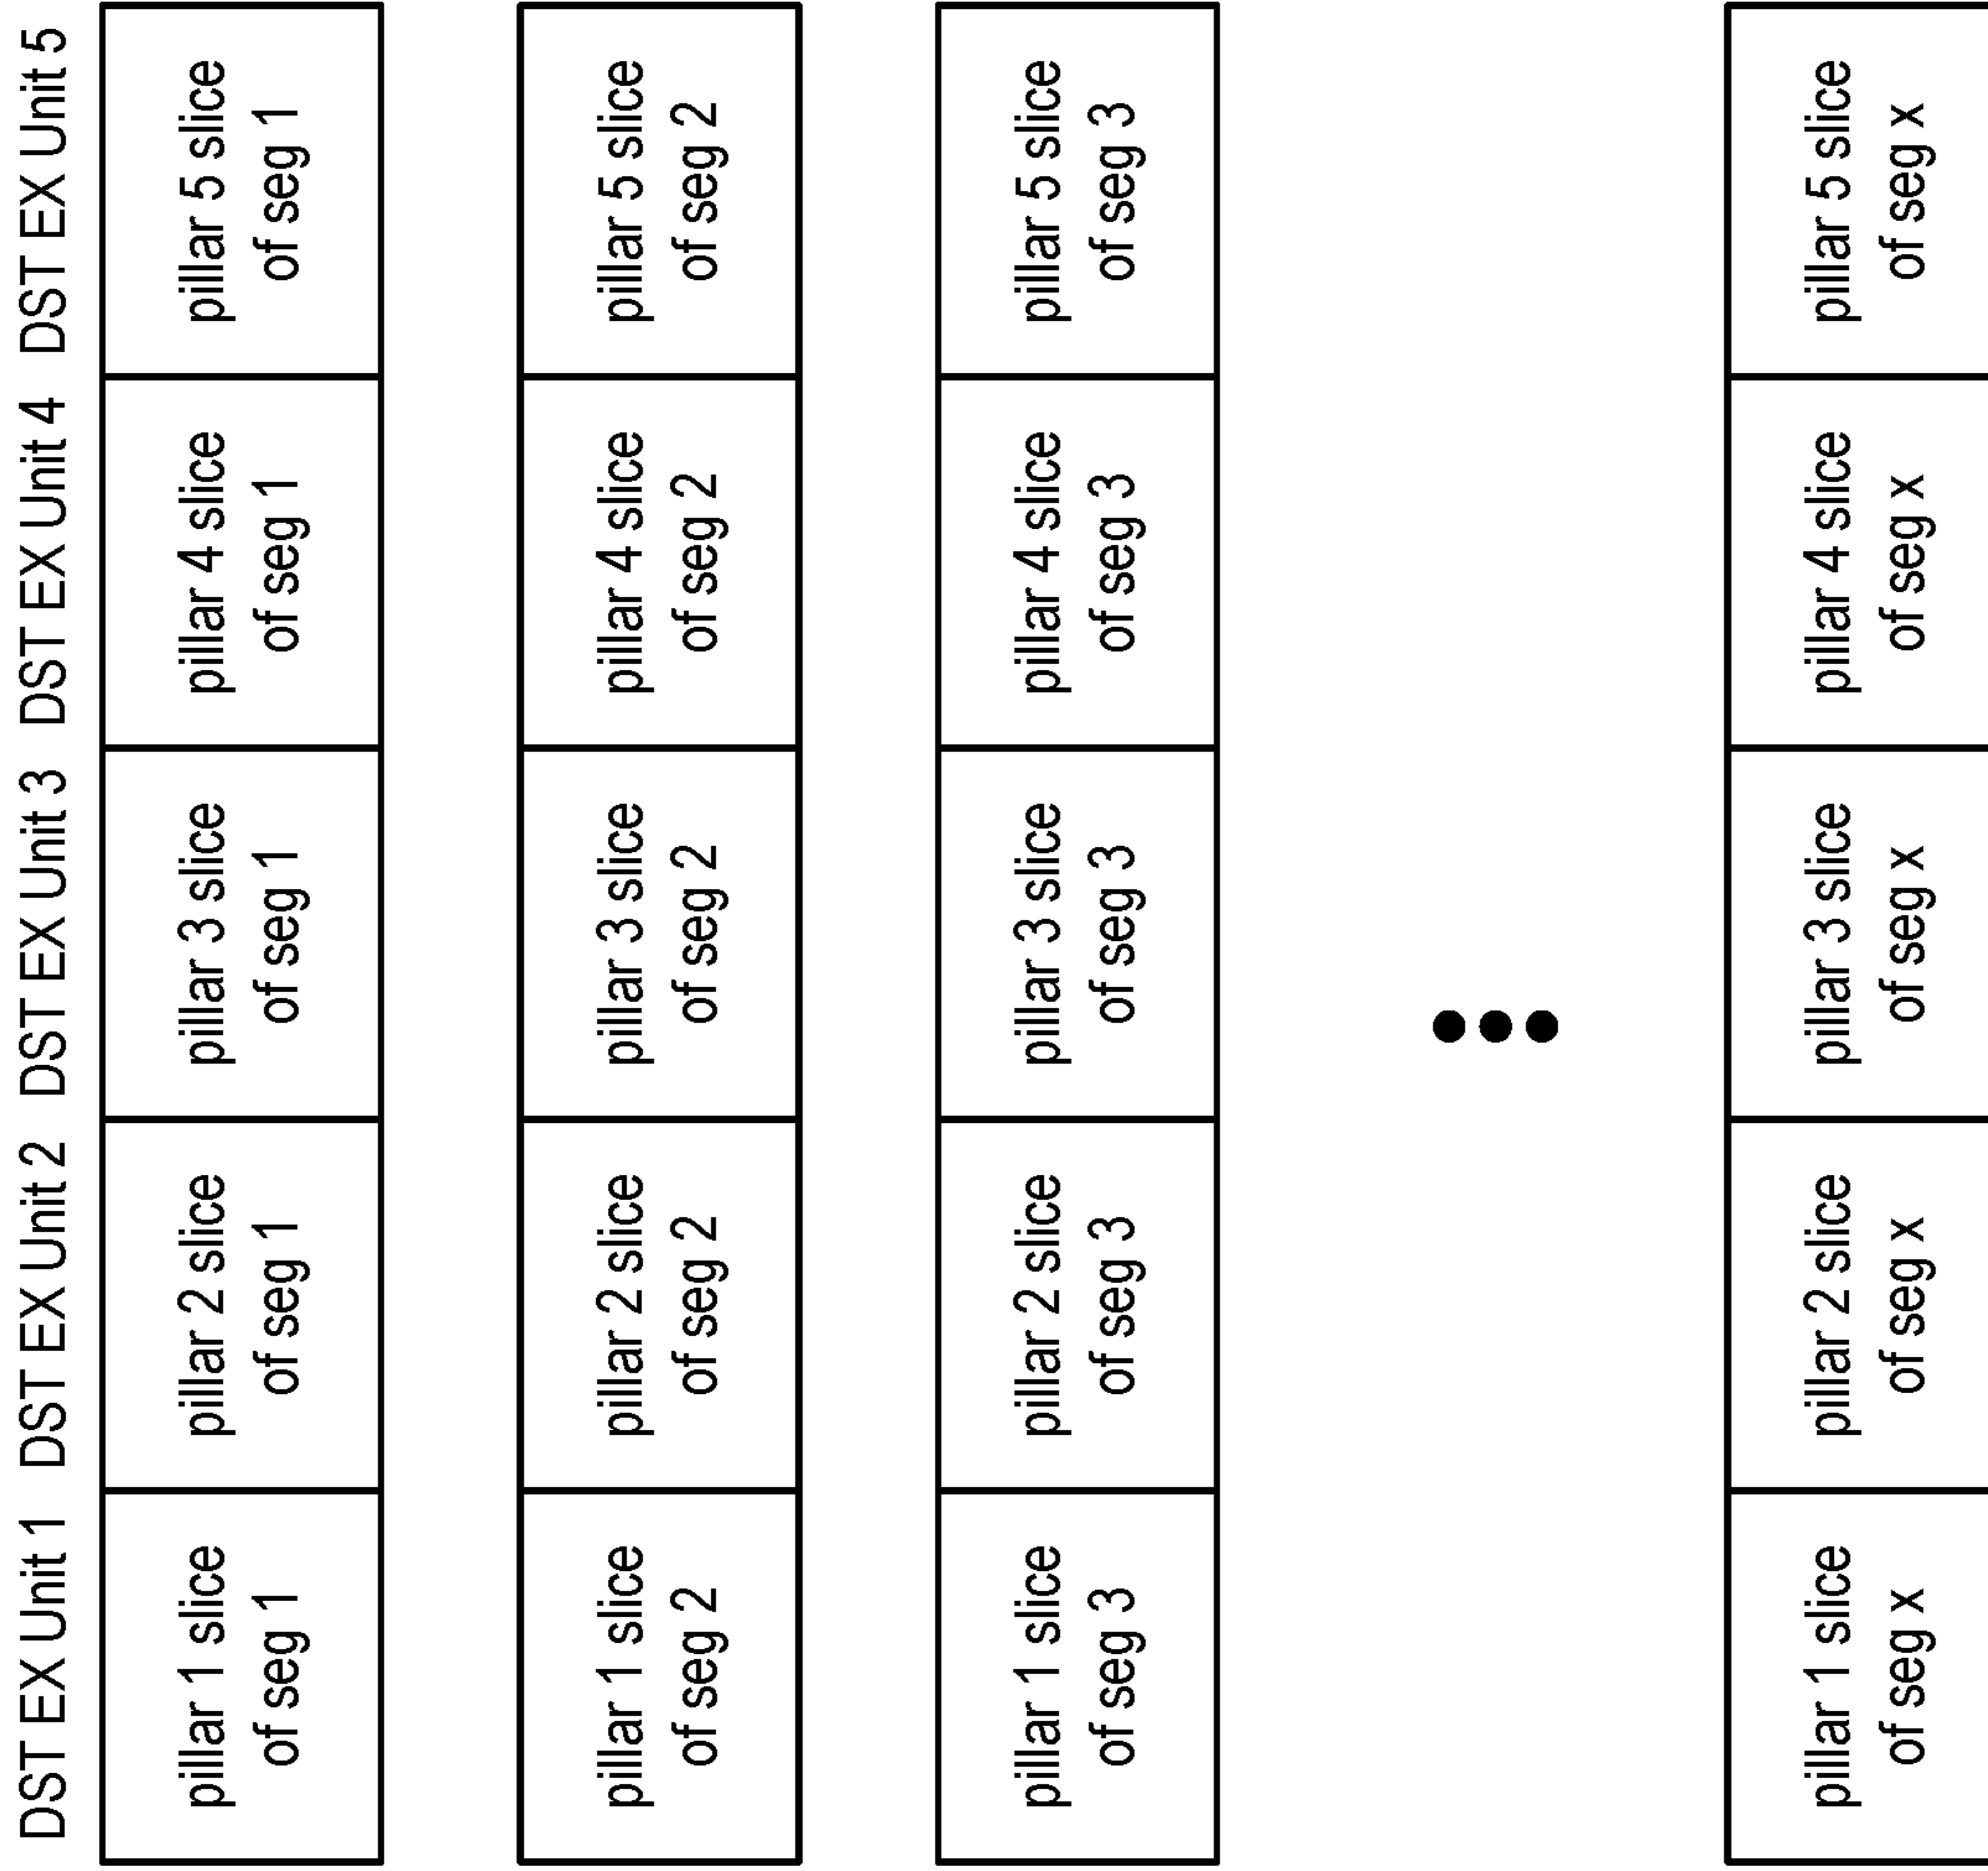 DST EX Unit 1 DST EX Unit 2 DST EX Unit 3 DST EX Unit 4 DST EX Unit 5
pillar 1 slice
of seg 1
pillar 2 slice
of seg 1
pillar 3 slice
of seg 1
pillar 4 slice
of seg 1
pillar 5 slice
of seg 1
pillar 1 slice
of seg 2
pillar 2 slice
of seg 2
pillar 3 slice
of seg 2
pillar 4 slice
of seg 2
pillar 5 slice
of seg 2
pillar 1 slice
of seg 3
pillar 2 slice
of seg 3
pillar 3 slice
of seg 3
pillar 4 slice
of seg 3
pillar 5 slice
of seg 3
pillar 1 slice
of seg x
pillar 2 slice
of seg x
pillar 3 slice
of seg x
pillar 4 slice
of seg x
pillar 5 slice
of seg x